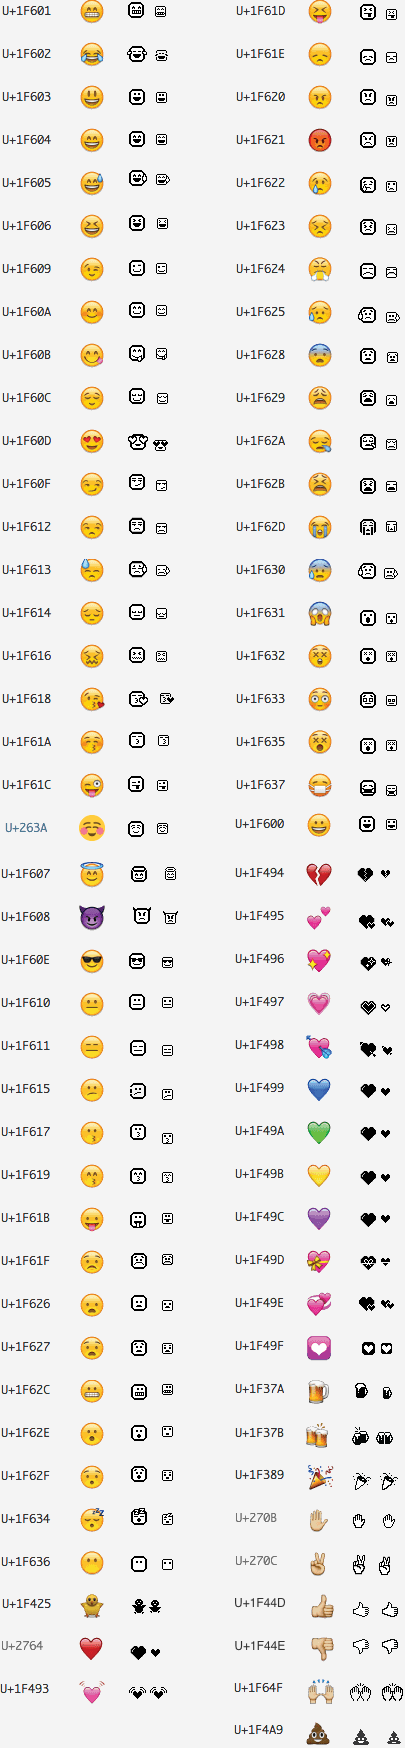 U+1F601 U+1F61D
U+1F602 U+1F61E
U+1F603 U+1F620
U+1F604 U+1F621
U+1F605 U+1F622
U+1F606 U+1F623
U+1F609 U+1F624
U+1F60A U+1F625
U+1F60B U+1F628
U+1F60C U+1F629
U+1F60D U+1F62A
U+1F60F U+1F62B
U+1F612 U+1F62D
U+1F613 U+1F630
U+1F614 U+1F631
U+1F616 U+1F632
U+1F618 U+1F633
U+1F61A U+1F635
U+1F61C U+1F637
U+263A U+1F600
U+1F607 U+1F494
U+1F608 U+1F495
U+1F60E U+1F496
U+1F610 U+1F497
U+1F611 U+1F498
U+1F615 U+1F499
U+1F617 U+1F49A
U+1F619 U+1F49B
U+1F61B U+1F49C
U+1F61F U+1F49D
U+1F626 U+1F49E
U+1F627 U+1F49F
U+1F62C U+1F37A
U+1F62E U+1F37B
U+1F62F U+1F389
U+1F634 U+270B
U+1F636 U+270C
U+1F425 U+1F44D
U+2764 U+1F44E
U+1F493 U+1F64F
U+1F4A9